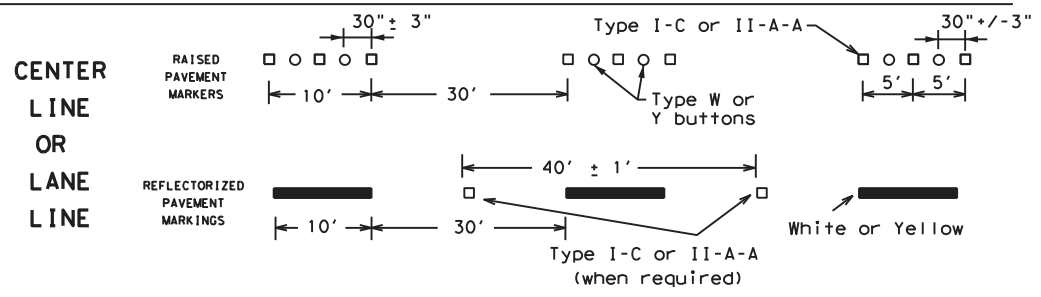 CENTER
LINE
OR
LANE
LINE
RAISED
PAVEMENT
MARKERS
30"± 3"
10'
30'
Type I-C or II-A-A
Type W or
Y buttons
30"+/-3"
5'
5'
REFLECTORIZED
PAVEMENT
MARKINGS
10'
30'
40' ± 1'
Type I-C or II-A-A
(when required)
White or Yellow